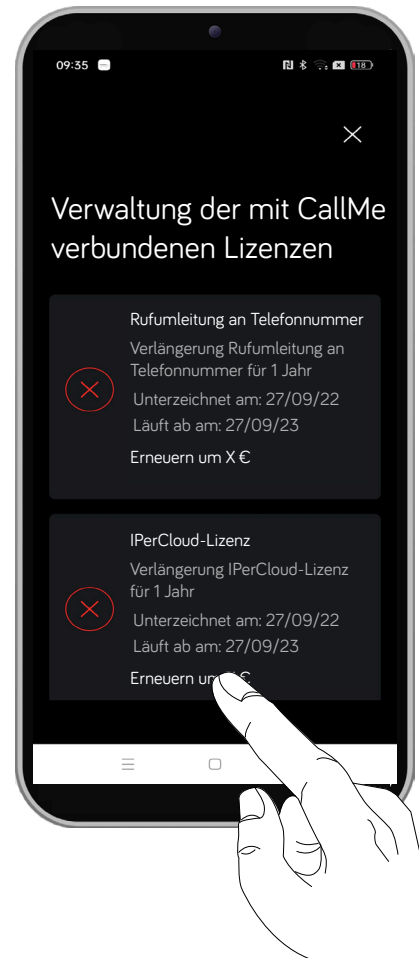 09:35
18
Verwaltung der mit CallMe
verbundenen Lizenzen
Rufumleitung an Telefonnummer
Verlängerung Rufumleitung an
Telefonnummer für 1 Jahr
Unterzeichnet am: 27/09/22
Läuft ab am: 27/09/23
Erneuern um X €
IPerCloud-Lizenz
Verlängerung IPerCloud-Lizenz
für 1 Jahr
Unterzeichnet am: 27/09/22
Läuft ab am: 27/09/23
Erneuern um €